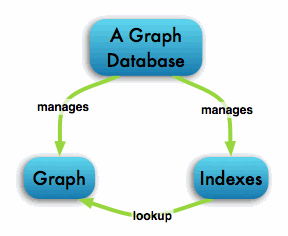 A Graph
Database
manages
manages
Graph
Indexes
lookup